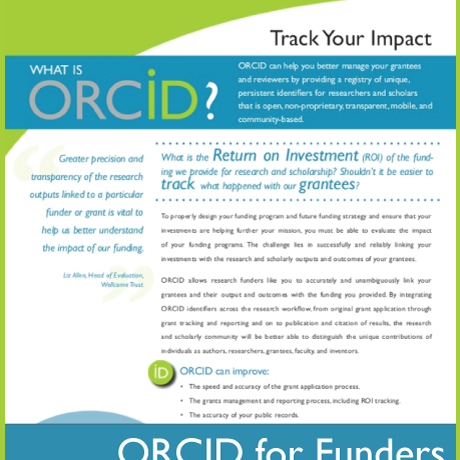 Track Your Impact
WHAT IS
ORCiD?
ORCID can help you better manage your grantees
and reviewers by providing a registry of unique,
persistent identifiers for researchers and scholars
that is open, non-proprietary, transparent, mobile, and
community-based.
“
Greater precision and
transparency of the research
outputs linked to a particular
funder or grant is vital to
help us better understand
the impact of our funding.
Liz Allen, Head of Evaluation,
Wellcome Trust
”
What is the Return on Investment (ROI) of the fund-
ing we provide for research and scholarship? Shouldn't it be easier to
track what happened with our grantees?
To properly design your funding program and future funding strategy and ensure that your
investments are helping further your mission, you must be able to evaluate the impact
of your funding programs. The challenge lies in successfully and reliably linking your
investments with the research and scholarly outputs and outcomes of your grantees.
ORCID allows research funders like you to accurately and unambiguously link your
grantees and their output and outcomes with the funding you provided. By integrating
ORCID identifiers across the research workflow, from original grant application through
grant tracking and reporting and on to publication and citation of results, the research
and scholarly community will be better able to distinguish the unique contributions of
individuals as authors, researchers, grantees, faculty, and inventors.
iD ORCID can improve:
• The speed and accuracy of the grant application process.
• The grants management and reporting process, including ROI tracking.
• The accuracy of your public records.
ORCID for Funders